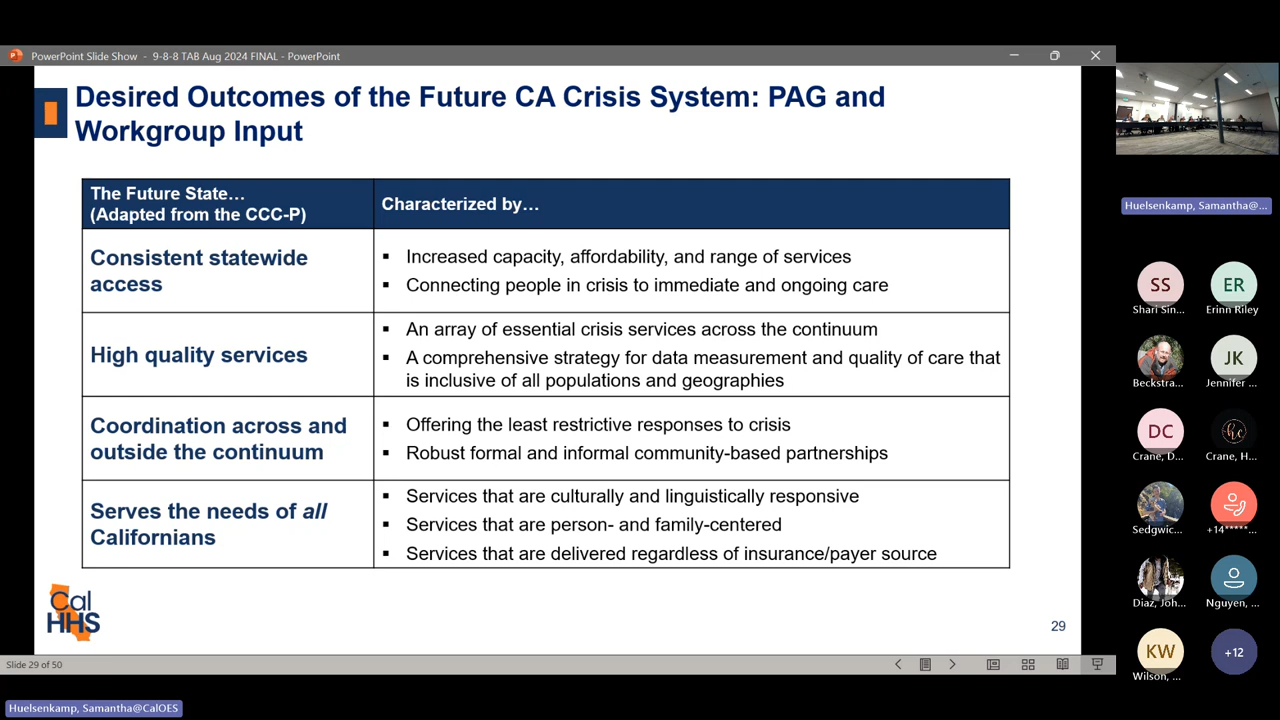 PowerPoint Slide Show - 9-8-8 TAB Aug 2024 FINAL - PowerPoint
Desired Outcomes of the Future CA Crisis System: PAG and
Workgroup Input
The Future State…
(Adapted from the CCC-P)
Characterized by…
Consistent statewide
access
▪ Increased capacity, affordability, and range of services
▪ Connecting people in crisis to immediate and ongoing care
High quality services
▪ An array of essential crisis services across the continuum
▪ A comprehensive strategy for data measurement and quality of care that
is inclusive of all populations and geographies
Coordination across and
outside the continuum
▪ Offering the least restrictive responses to crisis
▪ Robust formal and informal community-based partnerships
Serves the needs of all
Californians
▪ Services that are culturally and linguistically responsive
▪ Services that are person- and family-centered
▪ Services that are delivered regardless of insurance/payer source
Cal
HHS
29
Slide 29 of 50
Huelsenkamp, Samantha@CalOES
Huelsenkamp, Samantha@...
SS
Shari Sin...
ER
Erinn Riley
Beckstra...
JK
Jennifer ...
DC
Crane, D...
hc
Crane, H...
Sedgwic...
+14*****...
Diaz, Joh...
Nguyen, ...
KW
Wilson, ...
+12